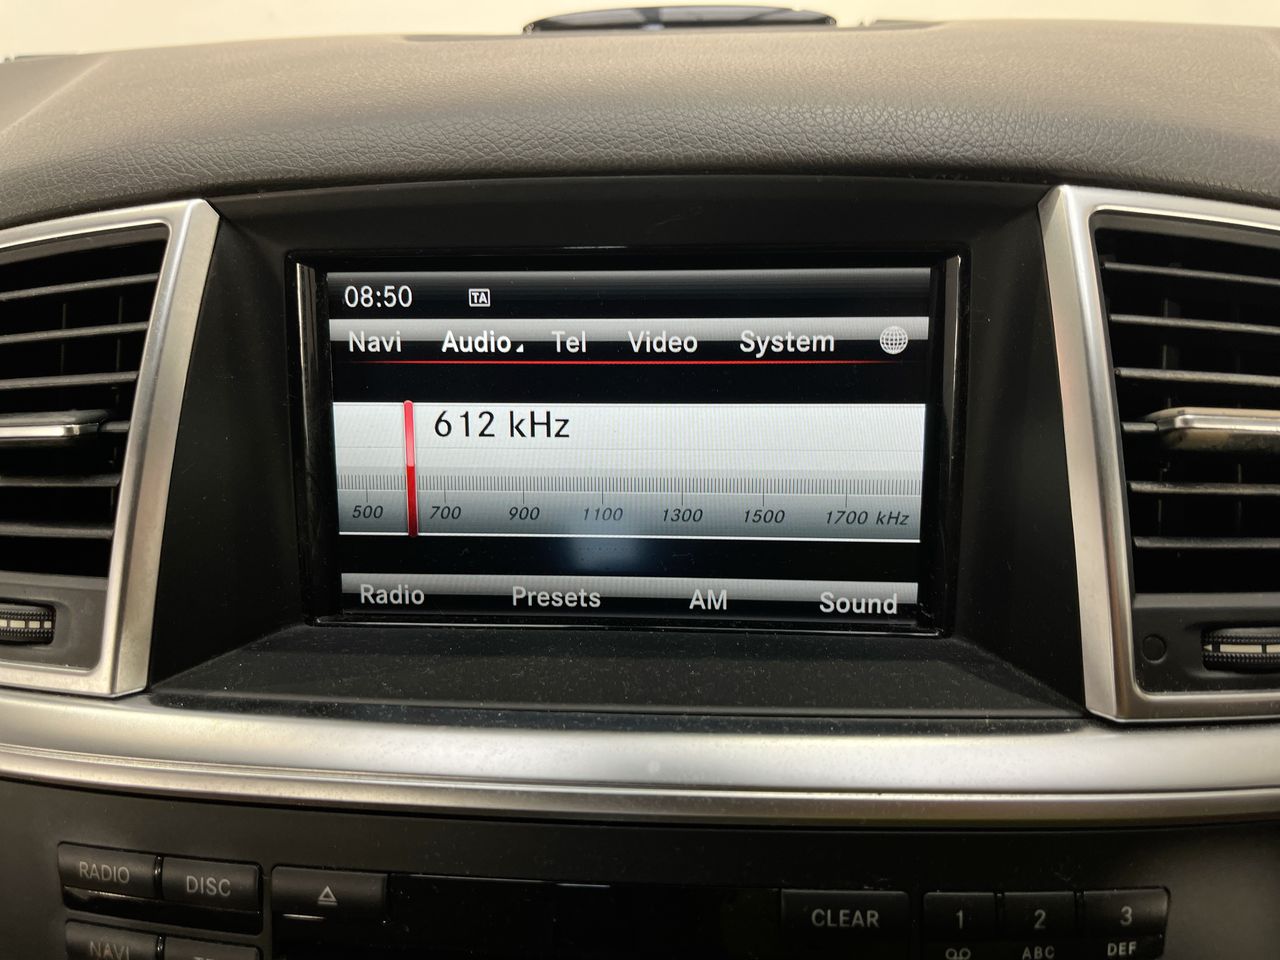 08:50 TA
Navi Audio Tel Video System
612 kHz
500 700 900 1100 1300 1500 1700 kHz
Radio Presets AM Sound
RADIO DISC CLEAR 1 2 3
NAVI ABC DEF